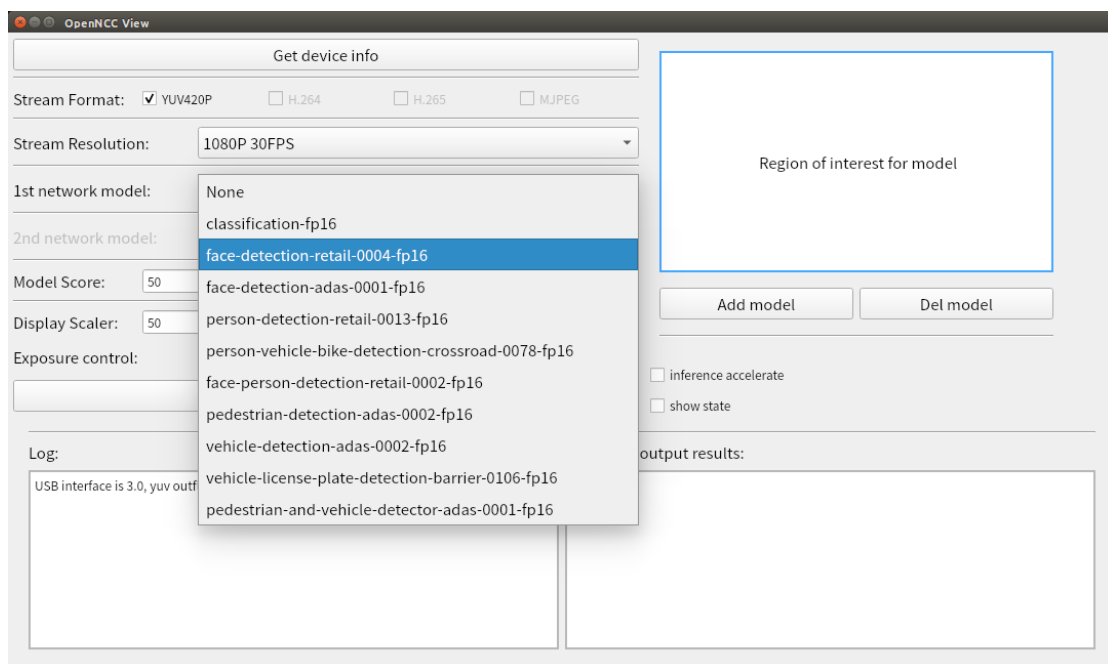 OpenNCC View
Get device info
Stream Format: YUV420P H.264 H.265 MJPEG
Stream Resolution: 1080P 30FPS
1st network model:
None
classification-fp16
2nd network model:
face-detection-retail-0004-fp16
Model Score: 50
face-detection-adas-0001-fp16
Display Scaler: 50
person-detection-retail-0013-fp16
Exposure control:
person-vehicle-bike-detection-crossroad-0078-fp16
face-person-detection-retail-0002-fp16
pedestrian-detection-adas-0002-fp16
vehicle-detection-adas-0002-fp16
vehicle-license-plate-detection-barrier-0106-fp16
pedestrian-and-vehicle-detector-adas-0001-fp16
Region of interest for model
Add model Del model
inference accelerate
show state
Log:
USB interface is 3.0, yuv outf
output results: